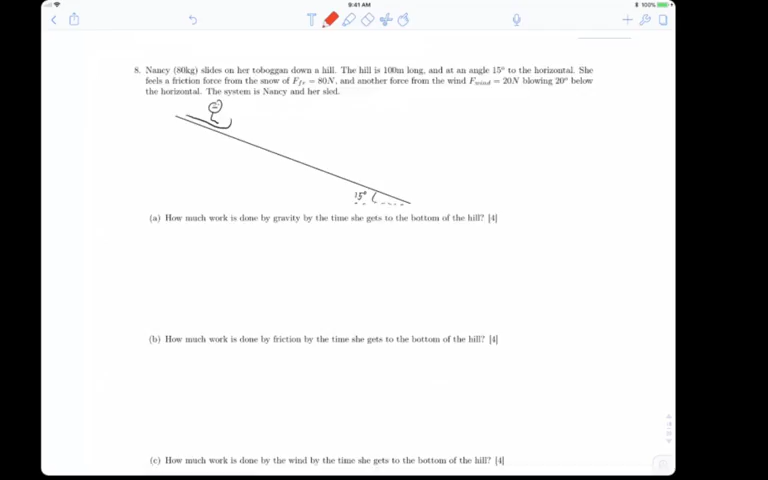 9:41 AM
100%
T
8. Nancy (80kg) slides on her toboggan down a hill. The hill is 100m long, and at an angle 15° to the horizontal. She
feels a friction force from the snow of F_fr = 80N, and another force from the wind F_wind = 20N blowing 20° below
the horizontal. The system is Nancy and her sled.
15°
(a) How much work is done by gravity by the time she gets to the bottom of the hill? [4]
(b) How much work is done by friction by the time she gets to the bottom of the hill? [4]
(c) How much work is done by the wind by the time she gets to the bottom of the hill? [4]